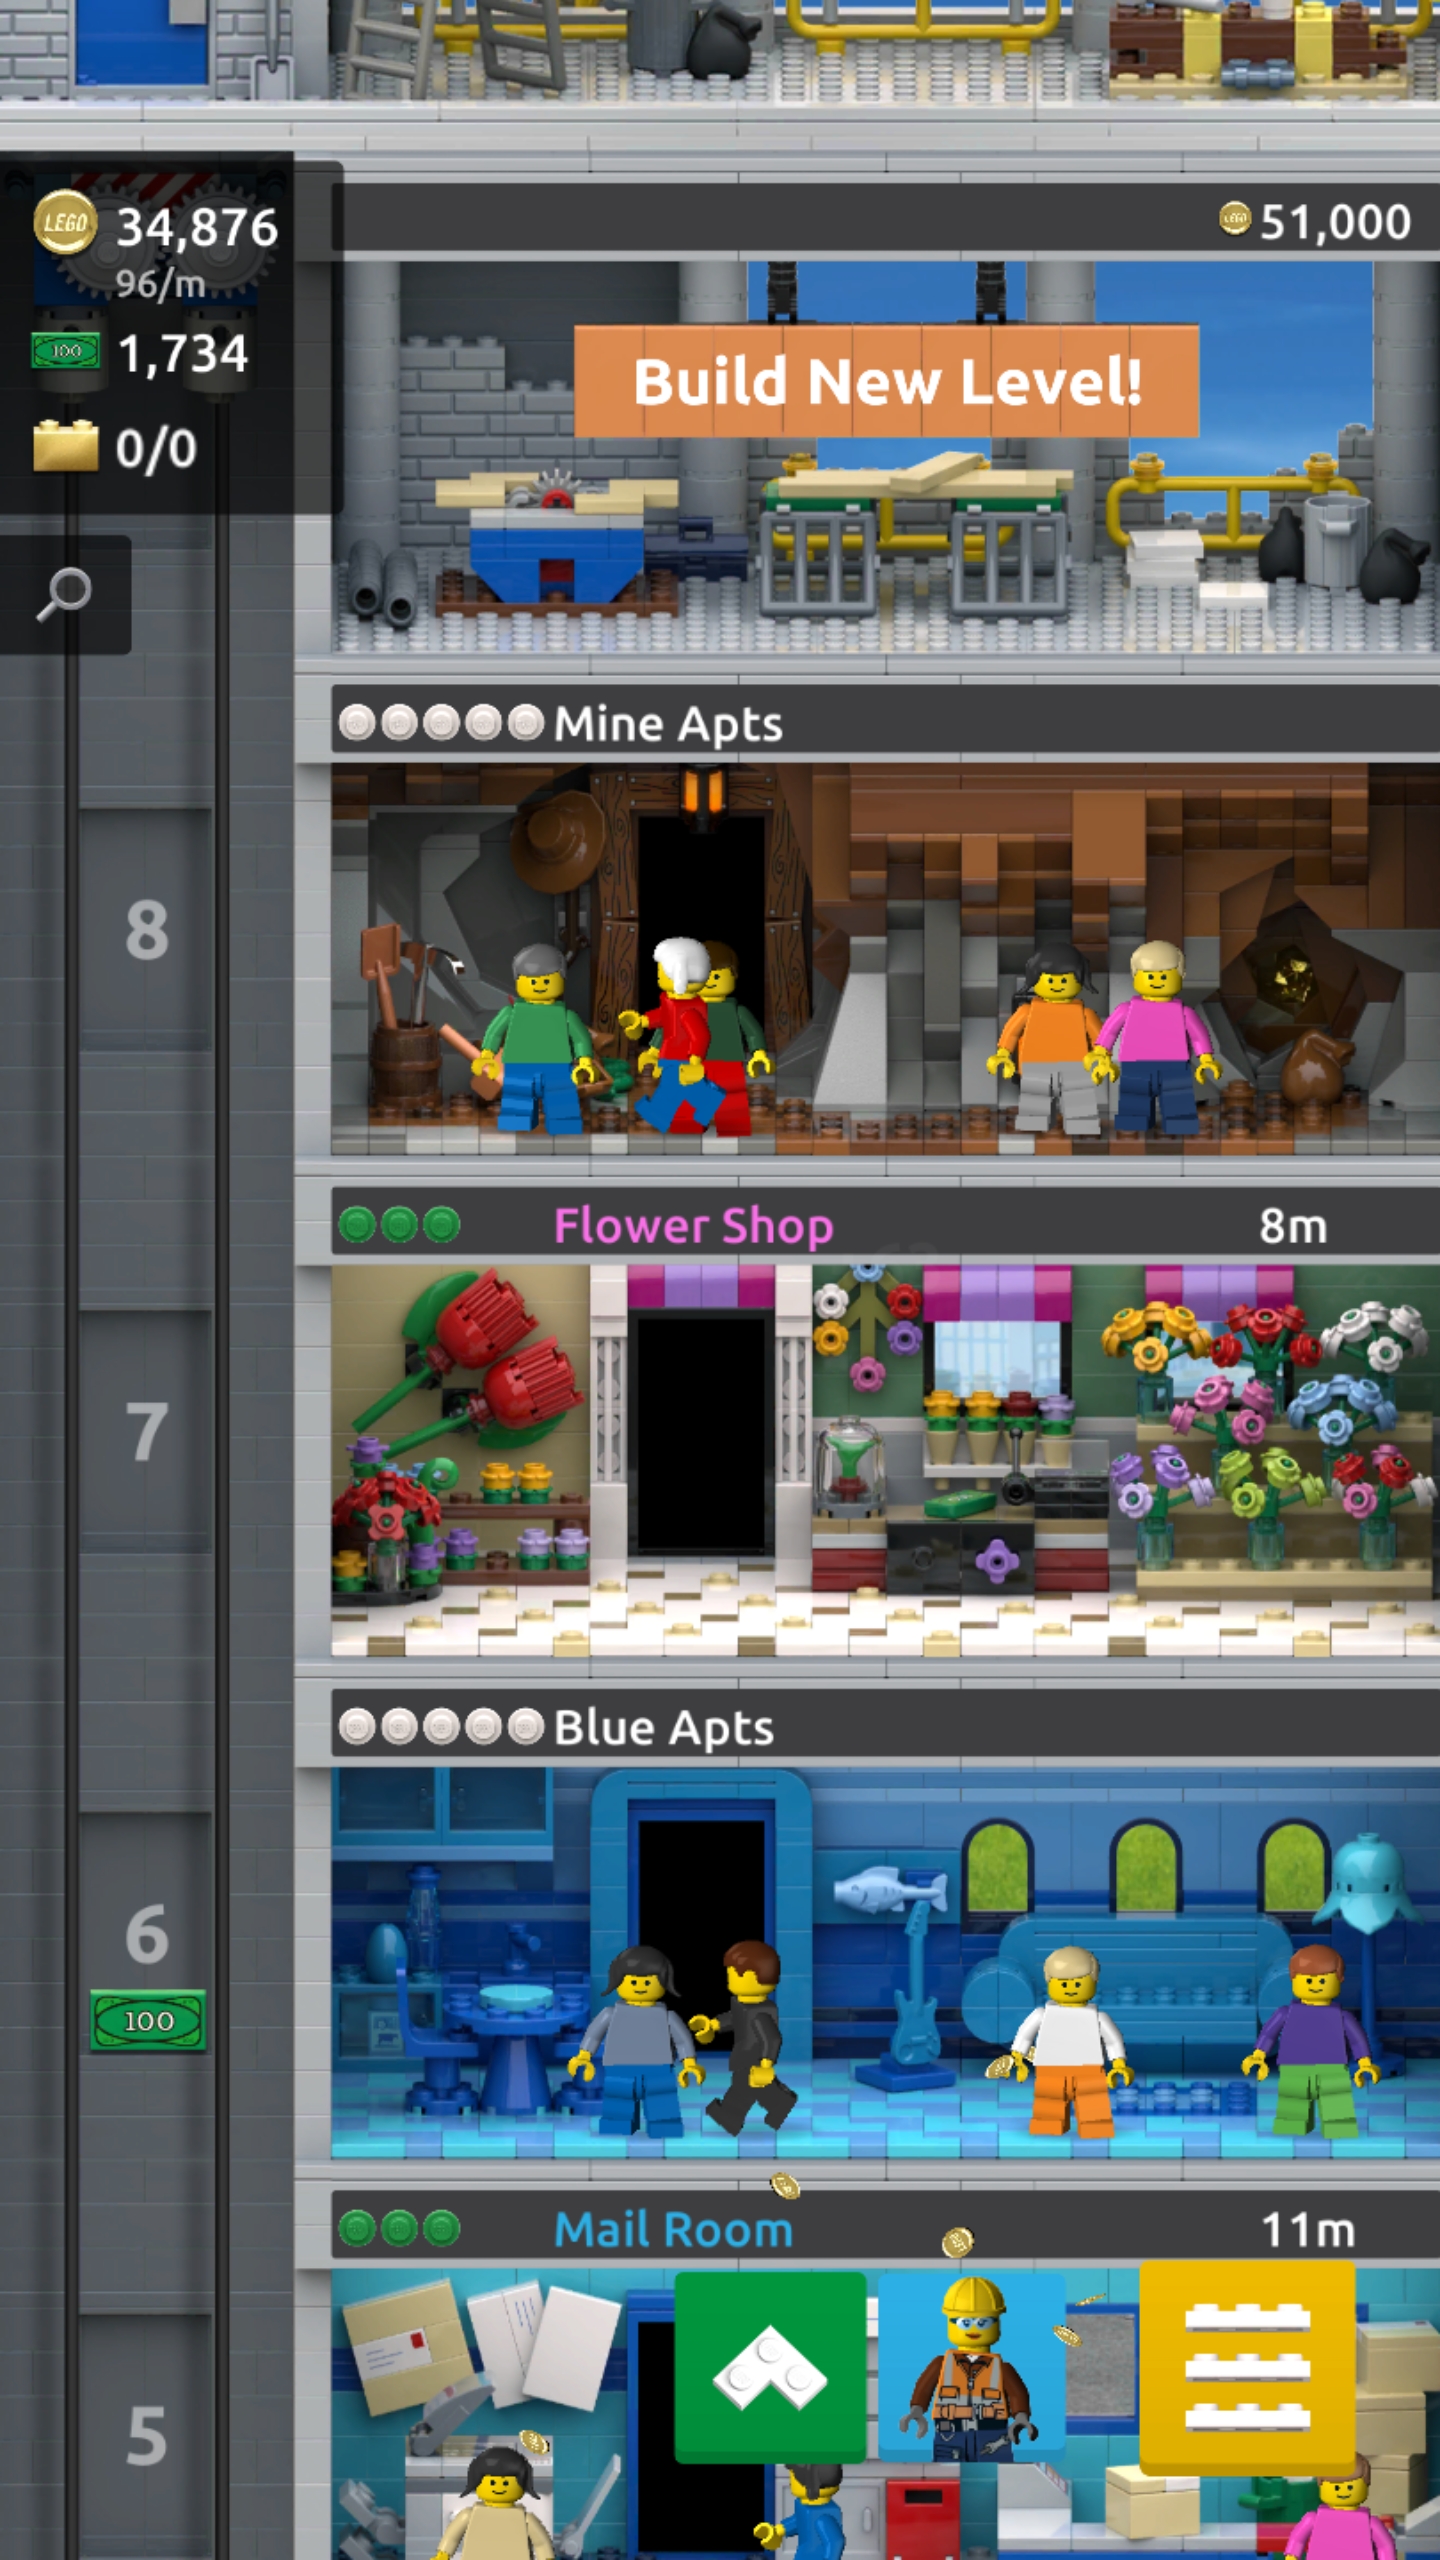 LEGO 34,876
96/m
100 1,734
0/0
LEGO 51,000
Build New Level!
Mine Apts
8
Flower Shop 8m
7
Blue Apts
6
100
Mail Room 11m
5